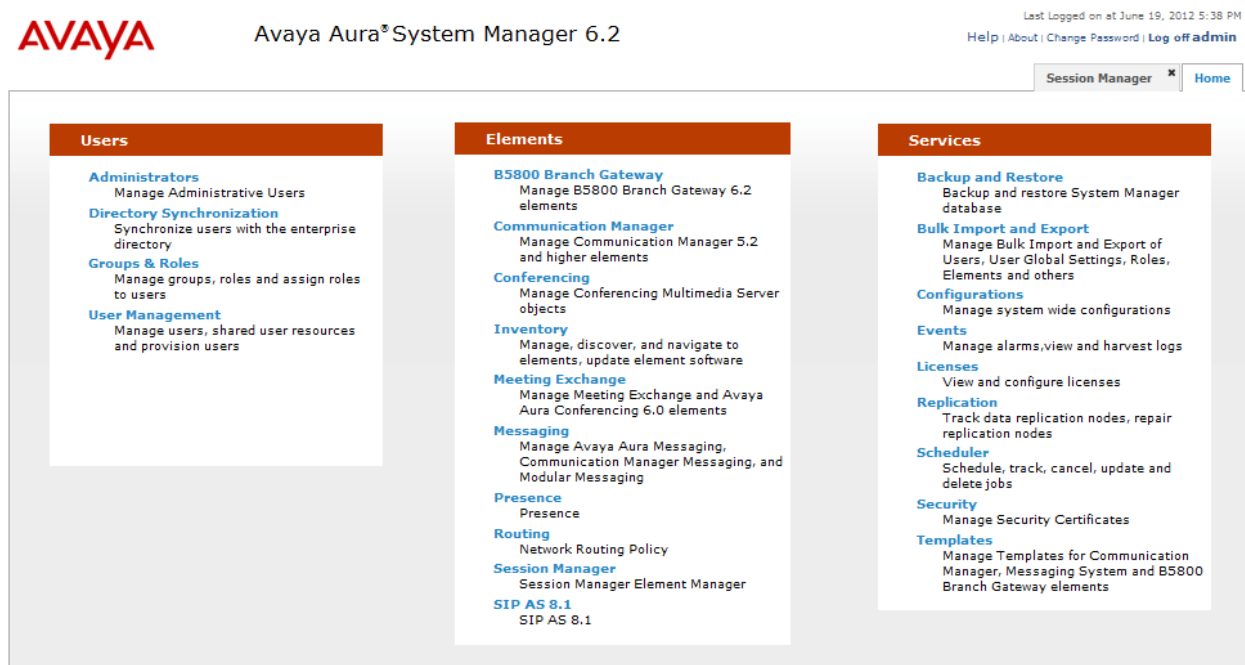 AVAYA
Avaya Aura® System Manager 6.2
Last Logged on at June 19, 2012 5:38 PM
Help | About | Change Password | Log off admin
Session Manager ✖
Home
Users
Administrators
Manage Administrative Users
Directory Synchronization
Synchronize users with the enterprise
directory
Groups & Roles
Manage groups, roles and assign roles
to users
User Management
Manage users, shared user resources
and provision users
Elements
B5800 Branch Gateway
Manage B5800 Branch Gateway 6.2
elements
Communication Manager
Manage Communication Manager 5.2
and higher elements
Conferencing
Manage Conferencing Multimedia Server
objects
Inventory
Manage, discover, and navigate to
elements, update element software
Meeting Exchange
Manage Meeting Exchange and Avaya
Aura Conferencing 6.0 elements
Messaging
Manage Avaya Aura Messaging,
Communication Manager Messaging, and
Modular Messaging
Presence
Presence
Routing
Network Routing Policy
Session Manager
Session Manager Element Manager
SIP AS 8.1
SIP AS 8.1
Services
Backup and Restore
Backup and restore System Manager
database
Bulk Import and Export
Manage Bulk Import and Export of
Users, User Global Settings, Roles,
Elements and others
Configurations
Manage system wide configurations
Events
Manage alarms,view and harvest logs
Licenses
View and configure licenses
Replication
Track data replication nodes, repair
replication nodes
Scheduler
Schedule, track, cancel, update and
delete jobs
Security
Manage Security Certificates
Templates
Manage Templates for Communication
Manager, Messaging System and B5800
Branch Gateway elements